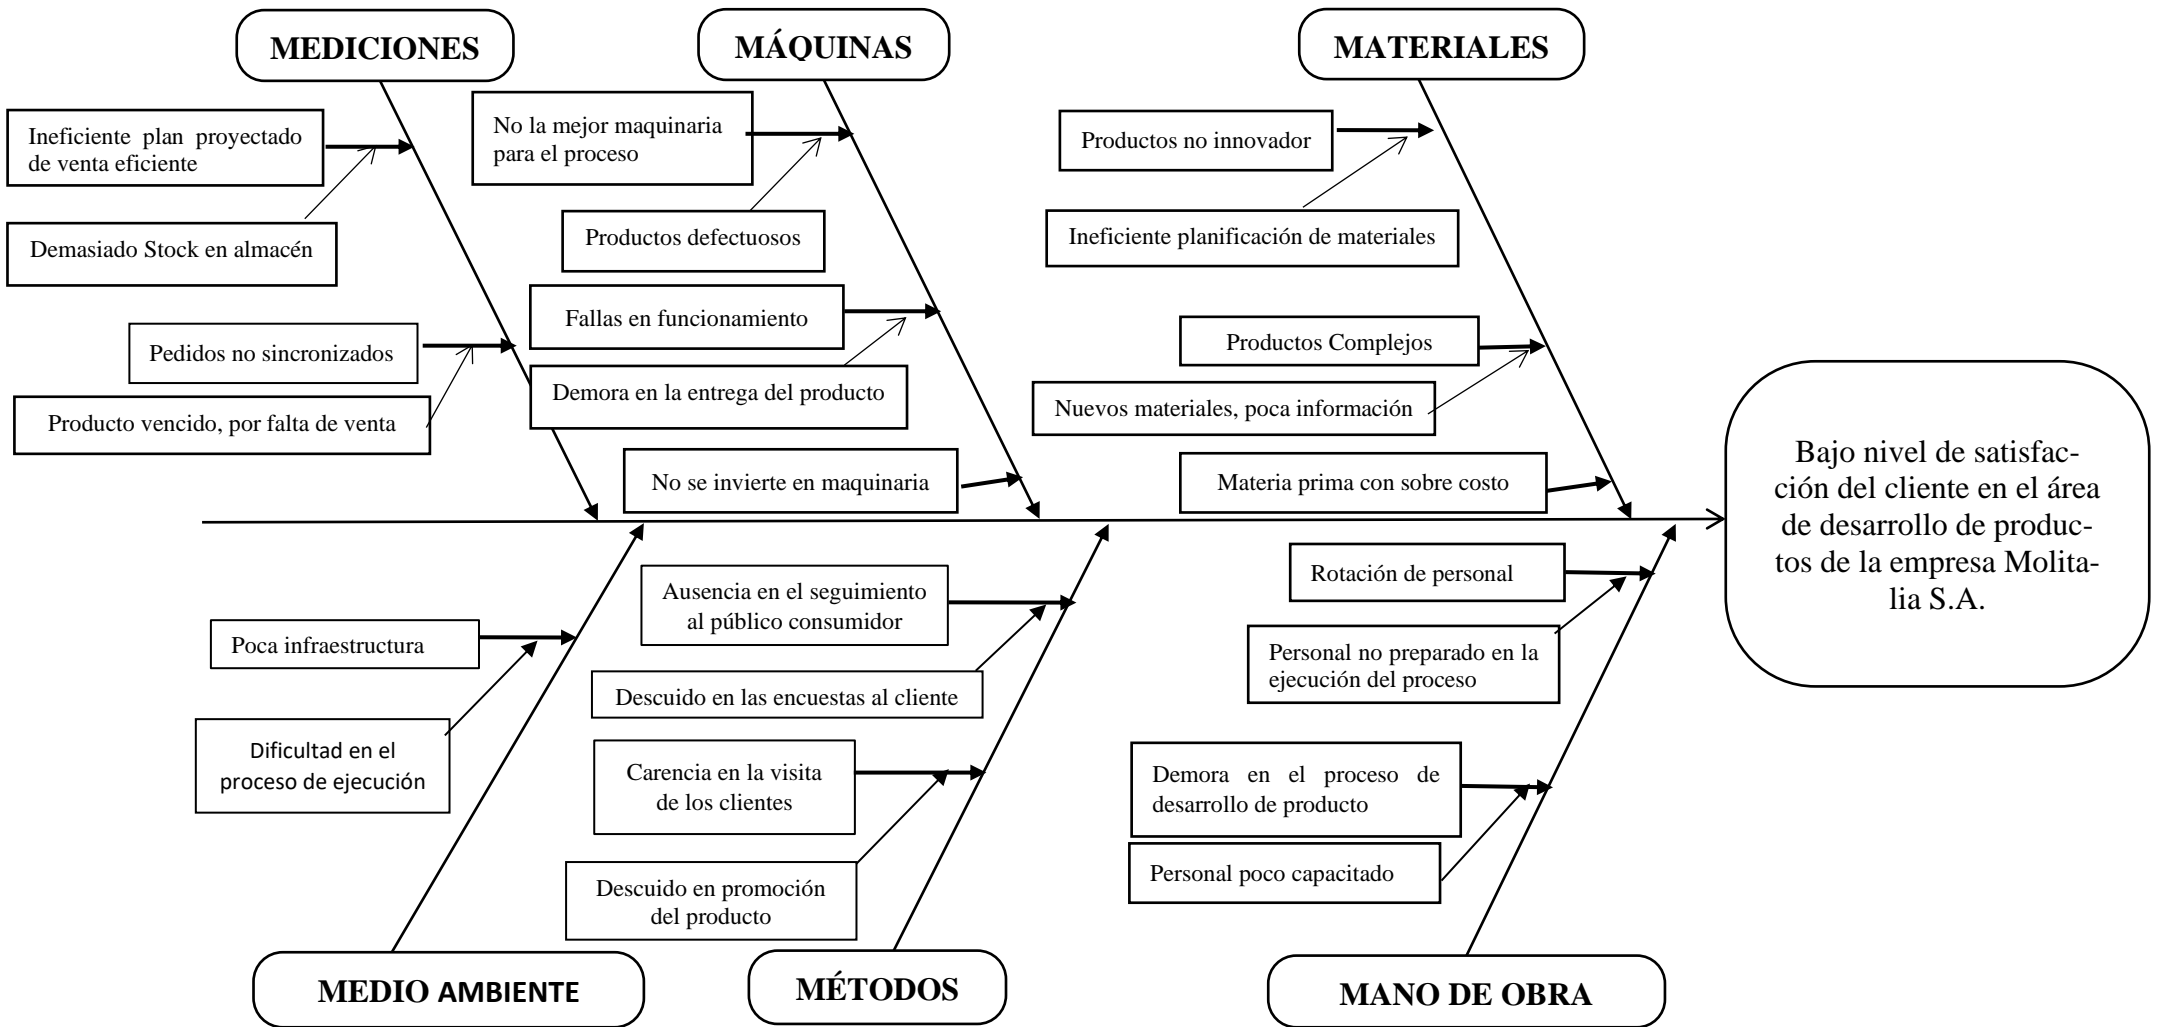 MEDICIONES
MÁQUINAS
MATERIALES
Ineficiente plan proyectado
de venta eficiente
Demasiado Stock en almacén
Pedidos no sincronizados
Producto vencido, por falta de venta
No la mejor maquinaria
para el proceso
Productos defectuosos
Fallas en funcionamiento
Demora en la entrega del producto
No se invierte en maquinaria
Productos no innovador
Ineficiente planificación de materiales
Productos Complejos
Nuevos materiales, poca información
Materia prima con sobre costo
Bajo nivel de satisfac-
ción del cliente en el área
de desarrollo de produc-
tos de la empresa Molita-
lia S.A.
Poca infraestructura
Dificultad en el
proceso de ejecución
Ausencia en el seguimiento
al público consumidor
Descuido en las encuestas al cliente
Carencia en la visita
de los clientes
Descuido en promoción
del producto
Rotación de personal
Personal no preparado en la
ejecución del proceso
Demora en el proceso de
desarrollo de producto
Personal poco capacitado
MEDIO AMBIENTE
MÉTODOS
MANO DE OBRA